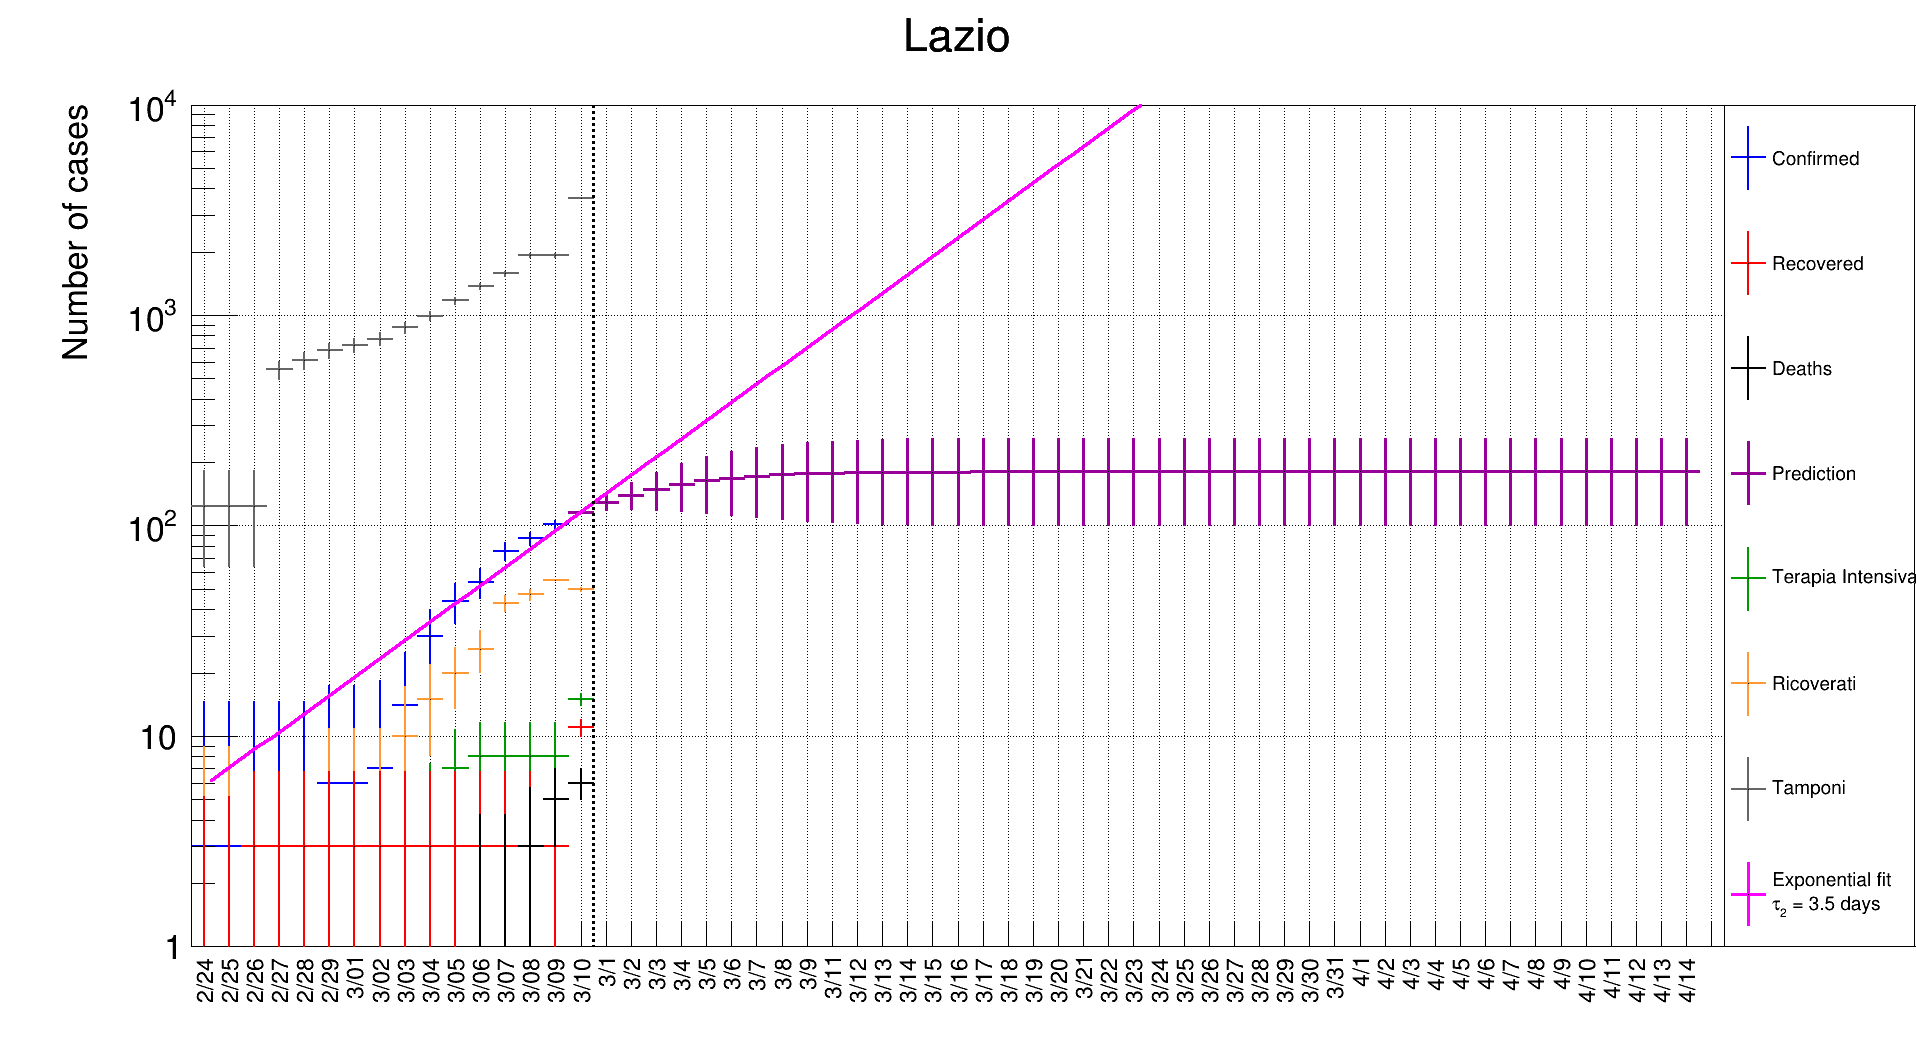 Lazio
Number of cases
10^4
10^3
10^2
10
1
2/24 2/25 2/26 2/27 2/28 2/29 3/01 3/02 3/03 3/04 3/05 3/06 3/07 3/08 3/09 3/10 3/1 3/2 3/3 3/4 3/5 3/6 3/7 3/8 3/9 3/11 3/12 3/13 3/14 3/15 3/16 3/17 3/18 3/19 3/20 3/21 3/22 3/23 3/24 3/25 3/26 3/27 3/28 3/29 3/30 3/31 4/1 4/2 4/3 4/4 4/5 4/6 4/7 4/8 4/9 4/10 4/11 4/12 4/13 4/14
Confirmed
Recovered
Deaths
Prediction
Terapia Intensiva
Ricoverati
Tamponi
Exponential fit
τ₂ = 3.5 days